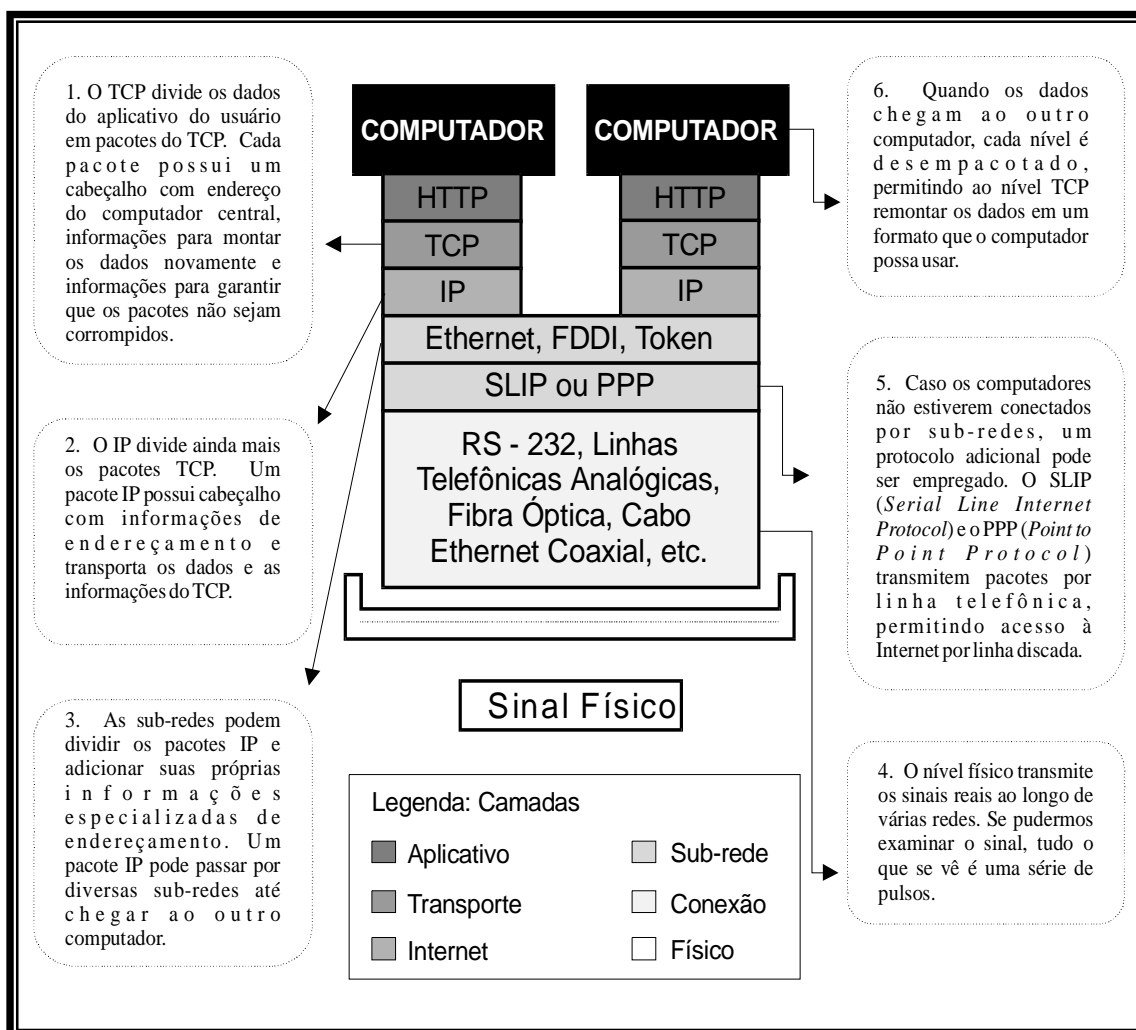 1. O TCP divide os dados
do aplicativo do usuário
em pacotes do TCP. Cada
pacote possui um
cabeçalho com endereço
do computador central,
informações para montar
os dados novamente e
informações para garantir
que os pacotes não sejam
corrompidos.
2. O IP divide ainda mais
os pacotes TCP. Um
pacote IP possui cabeçalho
com informações de
endereçamento e
transporta os dados e as
informações do TCP.
3. As sub-redes podem
dividir os pacotes IP e
adicionar suas próprias
informações
especializadas de
endereçamento. Um
pacote IP pode passar por
diversas sub-redes até
chegar ao outro
computador.
COMPUTADOR
COMPUTADOR
HTTP
HTTP
TCP
TCP
IP
IP
Ethernet, FDDI, Token
SLIP ou PPP
RS - 232, Linhas
Telefônicas Analógicas,
Fibra Óptica, Cabo
Ethernet Coaxial, etc.
Sinal Físico
Legenda: Camadas
Aplicativo
Sub-rede
Transporte
Conexão
Internet
Físico
6. Quando os dados
chegam ao outro
computador, cada nível é
desempacotado,
permitindo ao nível TCP
remontar os dados em um
formato que o computador
possa usar.
5. Caso os computadores
não estiverem conectados
por sub-redes, um
protocolo adicional pode
ser empregado. O SLIP
(Serial Line Internet
Protocol) e o PPP (Point to
Point Protocol)
transmitem pacotes por
linha telefônica,
permitindo acesso à
Internet por linha discada.
4. O nível físico transmite
os sinais reais ao longo de
várias redes. Se pudermos
examinar o sinal, tudo o
que se vê é uma série de
pulsos.